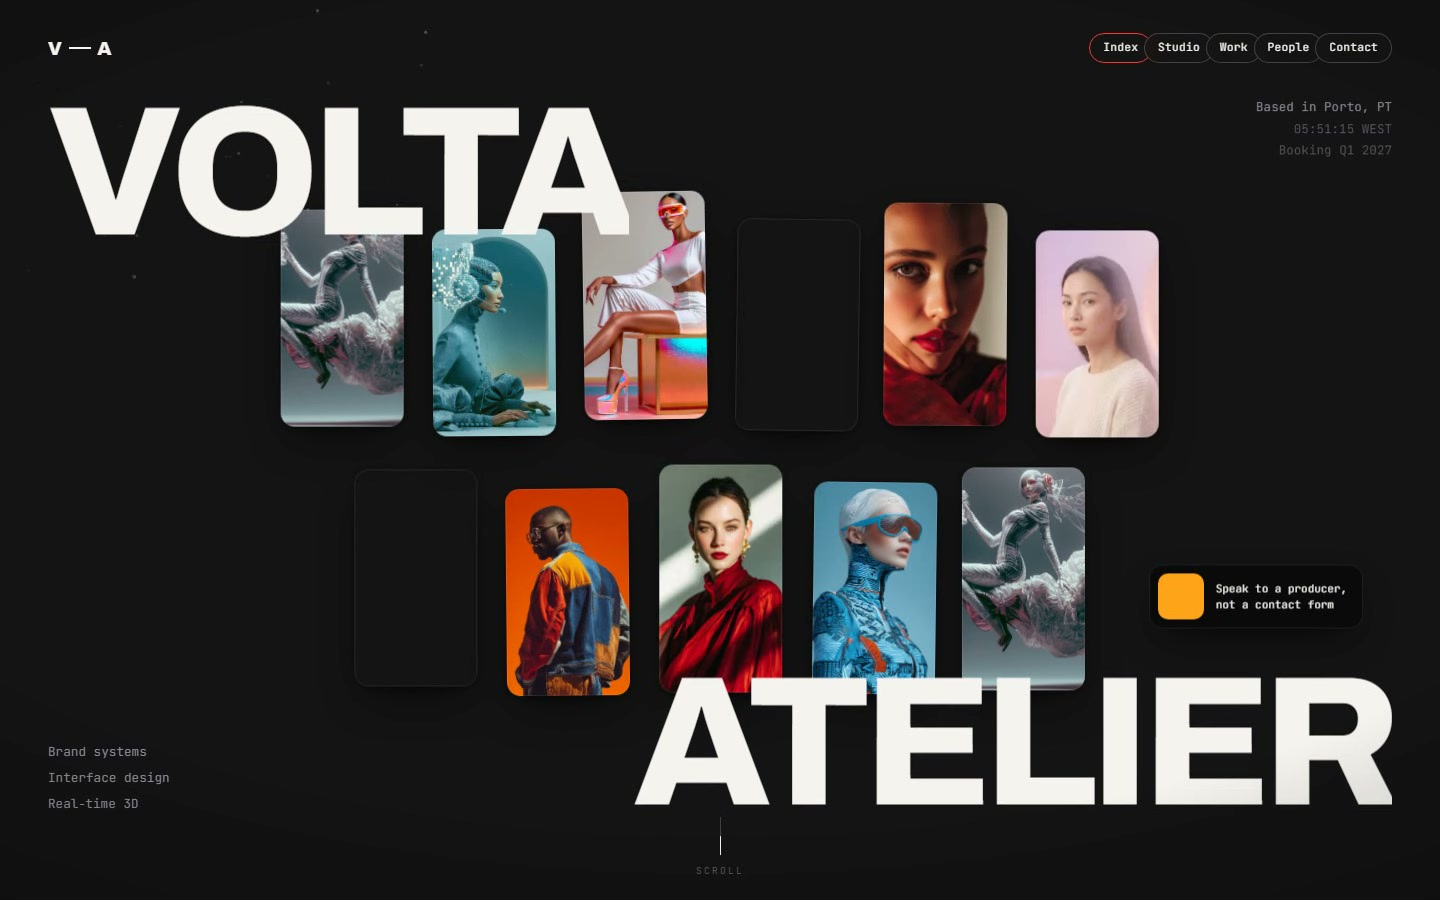 V — A
Index
Studio
Work
People
Contact
VOLTA
Based in Porto, PT
05:51:15 WEST
Booking Q1 2027
Speak to a producer,
not a contact form
ATELIER
Brand systems
Interface design
Real-time 3D
SCROLL